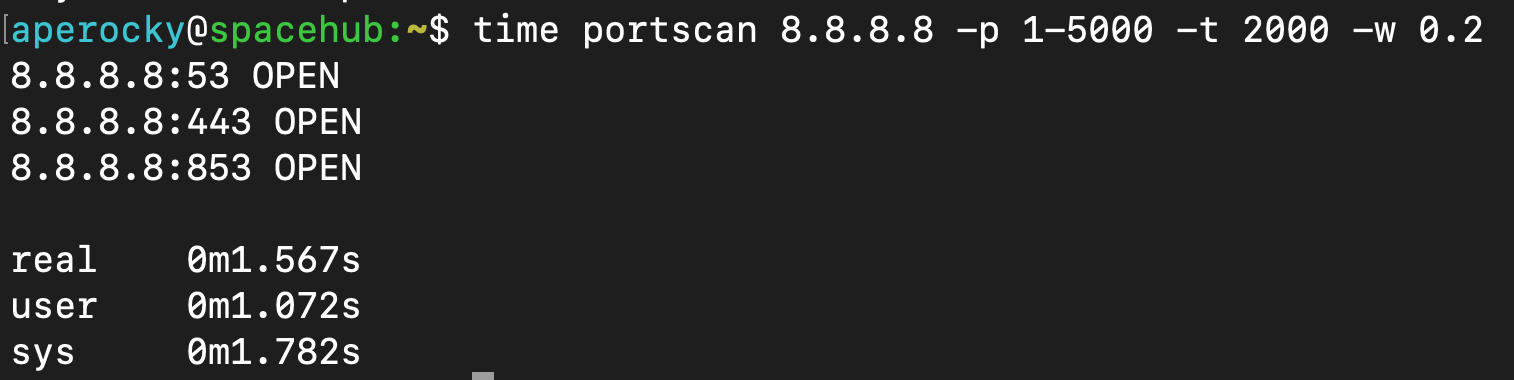 [aperocky@spacehub:~$ time portscan 8.8.8.8 -p 1-5000 -t 2000 -w 0.2
8.8.8.8:53 OPEN
8.8.8.8:443 OPEN
8.8.8.8:853 OPEN
real 0m1.567s
user 0m1.072s
sys 0m1.782s